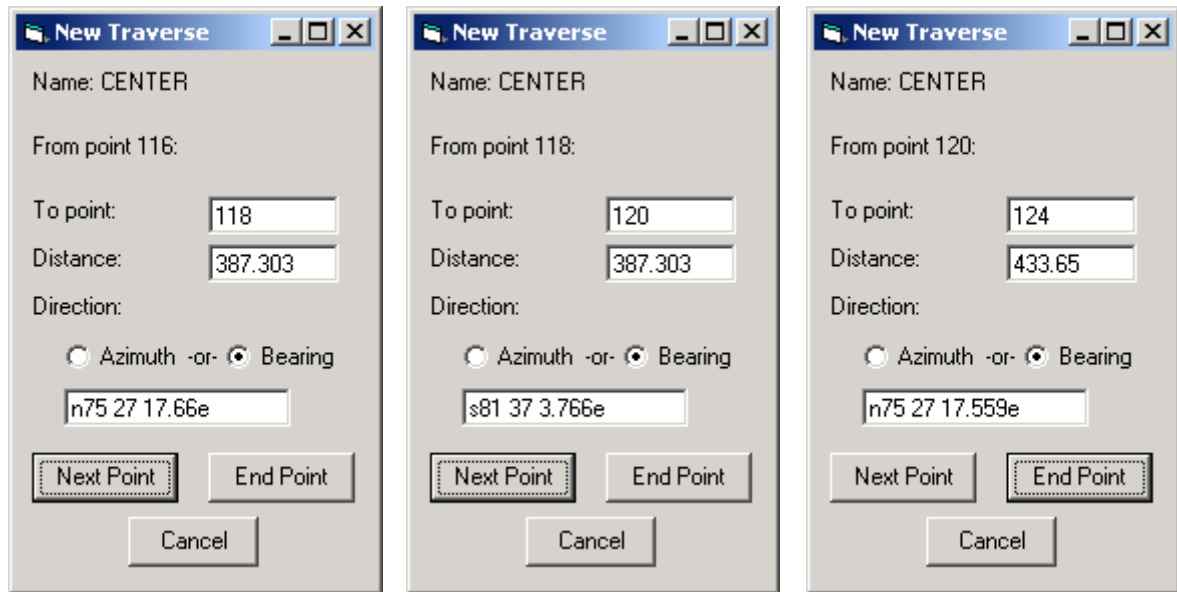 New Traverse
Name: CENTER
From point 116:
To point: 118
Distance: 387.303
Direction:
Azimuth -or- Bearing
n75 27 17.66e
Next Point End Point
Cancel
New Traverse
Name: CENTER
From point 118:
To point: 120
Distance: 387.303
Direction:
Azimuth -or- Bearing
s81 37 3.766e
Next Point End Point
Cancel
New Traverse
Name: CENTER
From point 120:
To point: 124
Distance: 433.65
Direction:
Azimuth -or- Bearing
n75 27 17.559e
Next Point End Point
Cancel